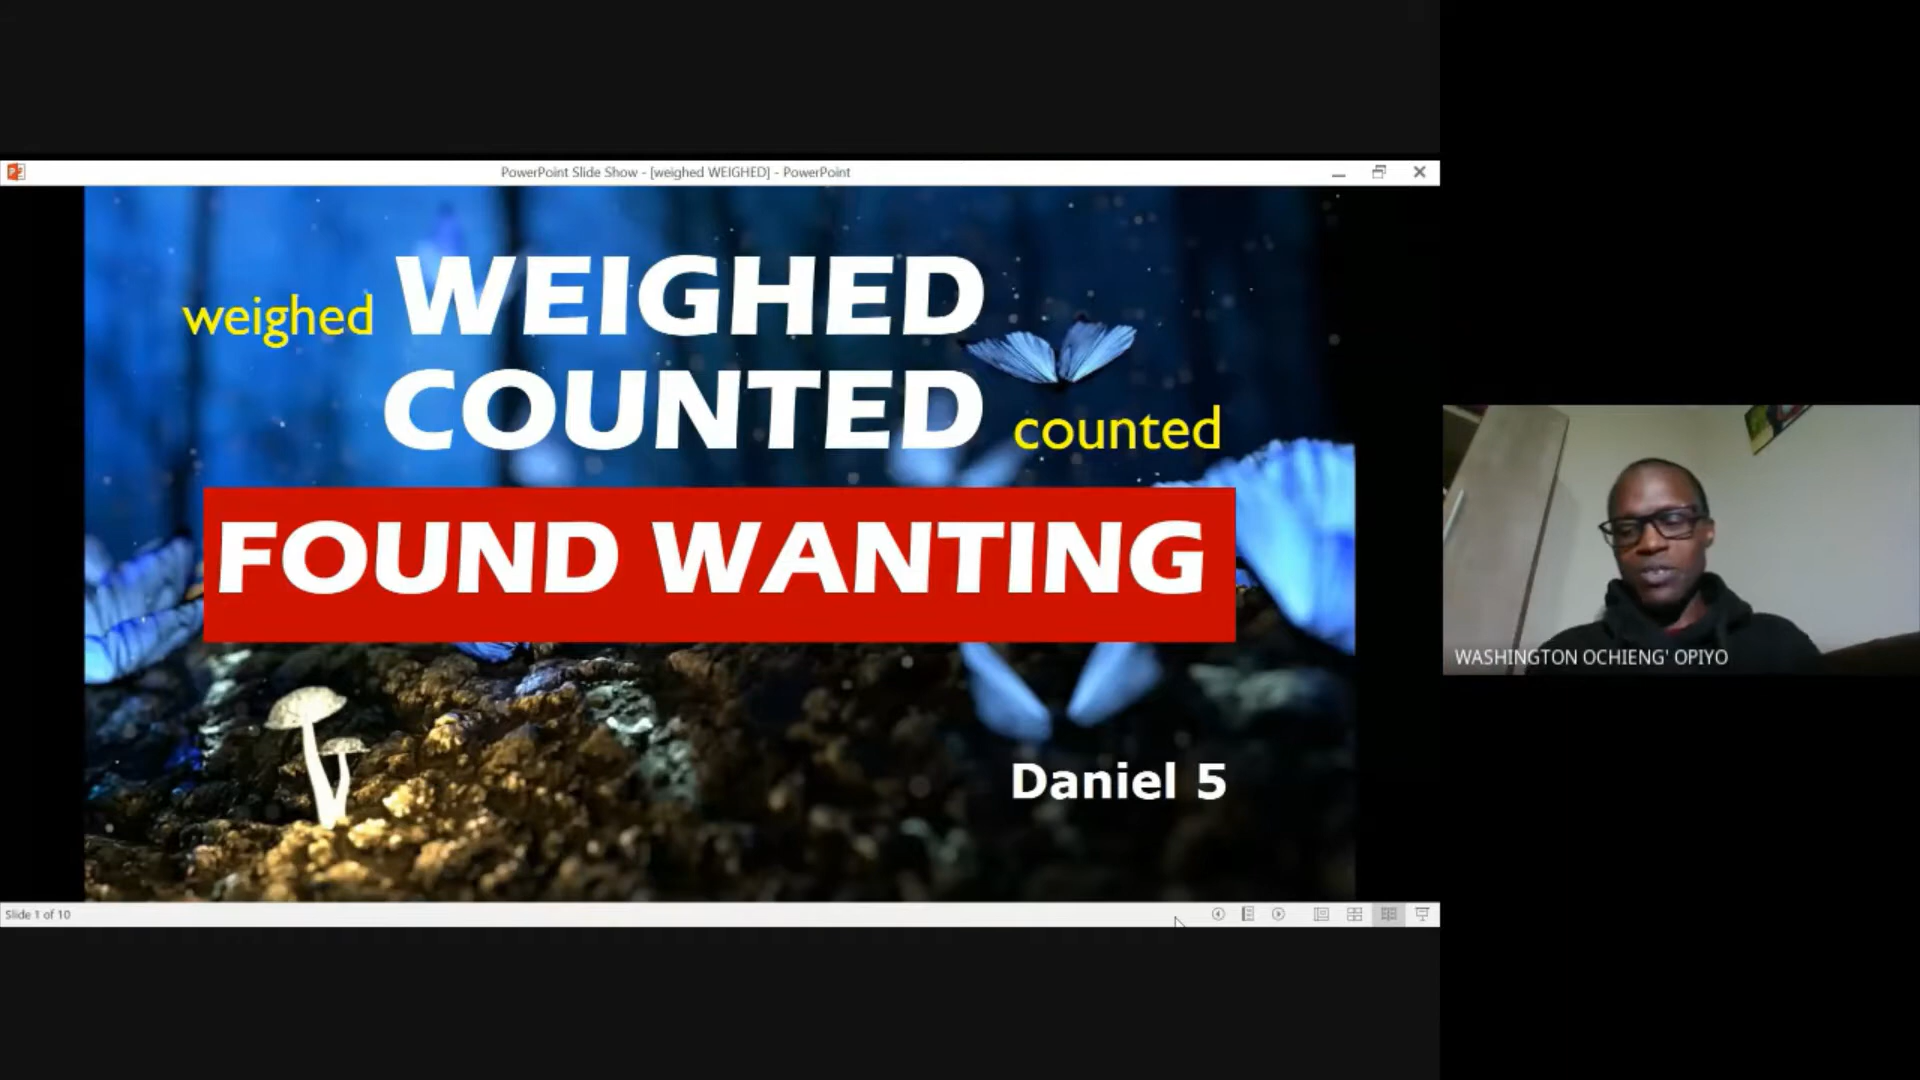 PowerPoint Slide Show - [weighed WEIGHED] - PowerPoint
weighed WEIGHED
COUNTED counted
FOUND WANTING
Daniel 5
Slide 1 of 10
WASHINGTON OCHIENG' OPIYO